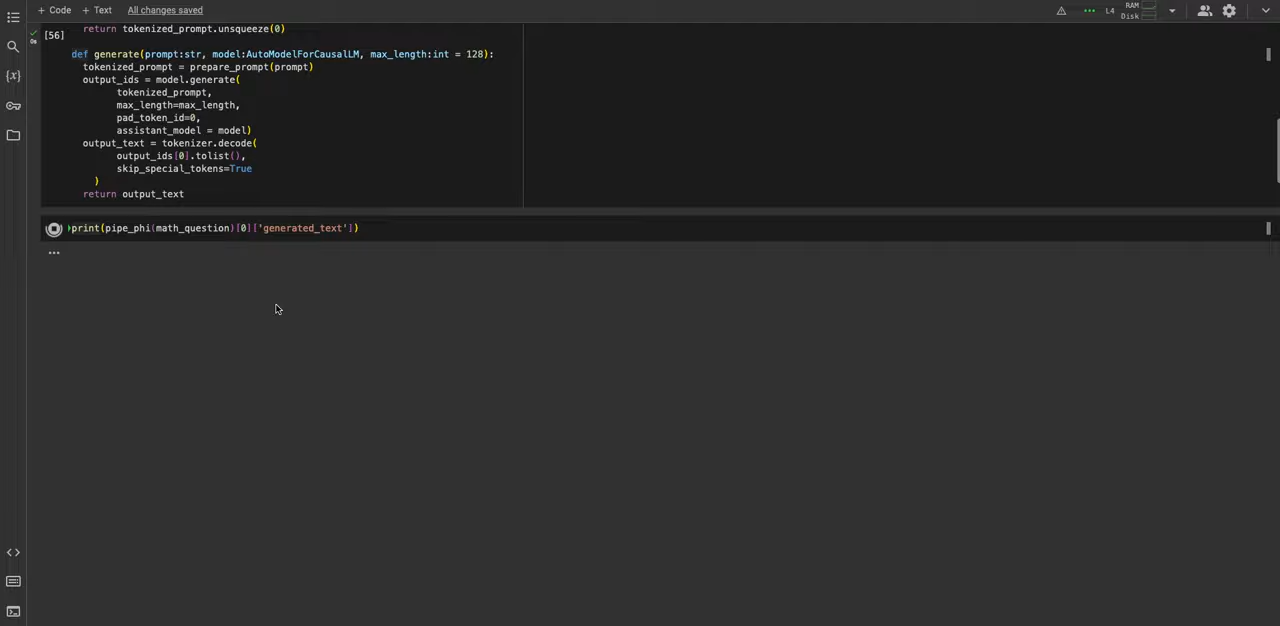 + Code + Text All changes saved
L4 RAM
Disk
return tokenized_prompt.unsqueeze(0)
[56]
0s
def generate(prompt:str, model:AutoModelForCausalLM, max_length:int = 128):
tokenized_prompt = prepare_prompt(prompt)
output_ids = model.generate(
tokenized_prompt,
max_length=max_length,
pad_token_id=0,
assistant_model = model)
output_text = tokenizer.decode(
output_ids[0].tolist(),
skip_special_tokens=True
)
return output_text
print(pipe_phi(math_question)[0]['generated_text'])
...